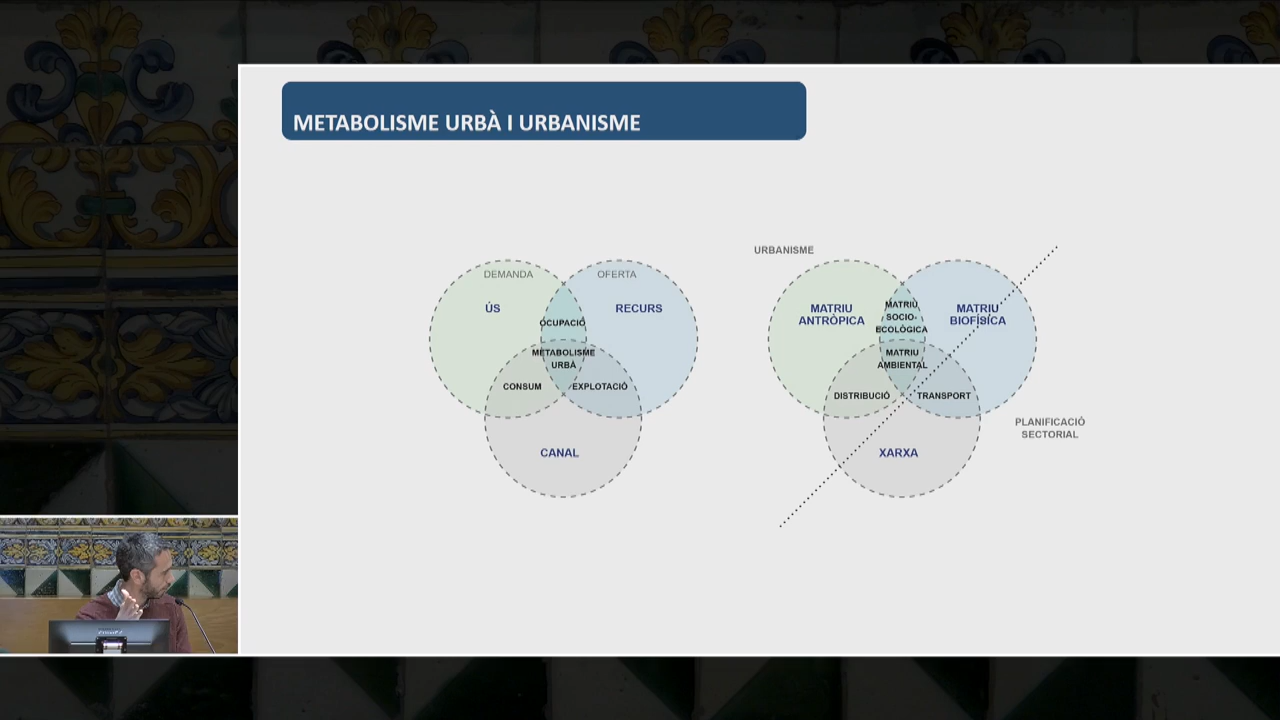 METABOLISME URBÀ I URBANISME
DEMANDA
OFERTA
ÚS
RECURS
OCUPACIÓ
METABOLISME
URBÀ
CONSUM
EXPLOTACIÓ
CANAL
URBANISME
MATRIU
ANTRÒPICA
MATRIU
SOCIO-
ECOLÒGICA
MATRIU
BIOFÍSICA
MATRIU
AMBIENTAL
DISTRIBUCIÓ
TRANSPORT
XARXA
PLANIFICACIÓ
SECTORIAL